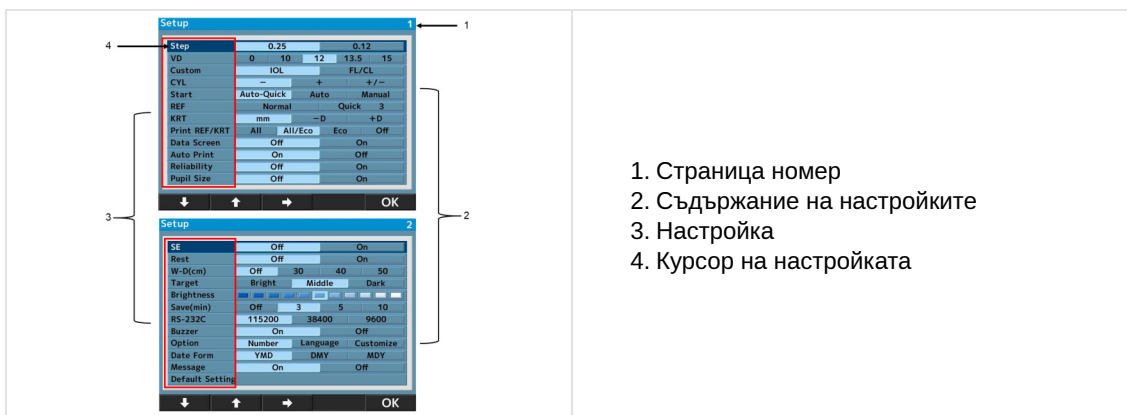 Setup 1
1
4
Step 0.25 0.12
VD 0 10 12 13.5 15
Custom IOL FL/CL
CYL - + +/-
Start Auto-Quick Auto Manual
REF Normal Quick 3
KRT mm -D +D
Print REF/KRT All All/Eco Eco Off
Data Screen Off On
Auto Print On Off
Reliability Off On
Pupil Size Off On
OK
3
2
Setup 2
SE Off On
Rest Off On
W-D(cm) Off 30 40 50
Target Bright Middle Dark
Brightness
Save(min) Off 3 5 10
RS-232C 115200 38400 9600
Buzzer On Off
Option Number Language Customize
Date Form YMD DMY MDY
Message On Off
Default Setting
OK
1. Страница номер
2. Съдържание на настройките
3. Настройка
4. Курсор на настройката